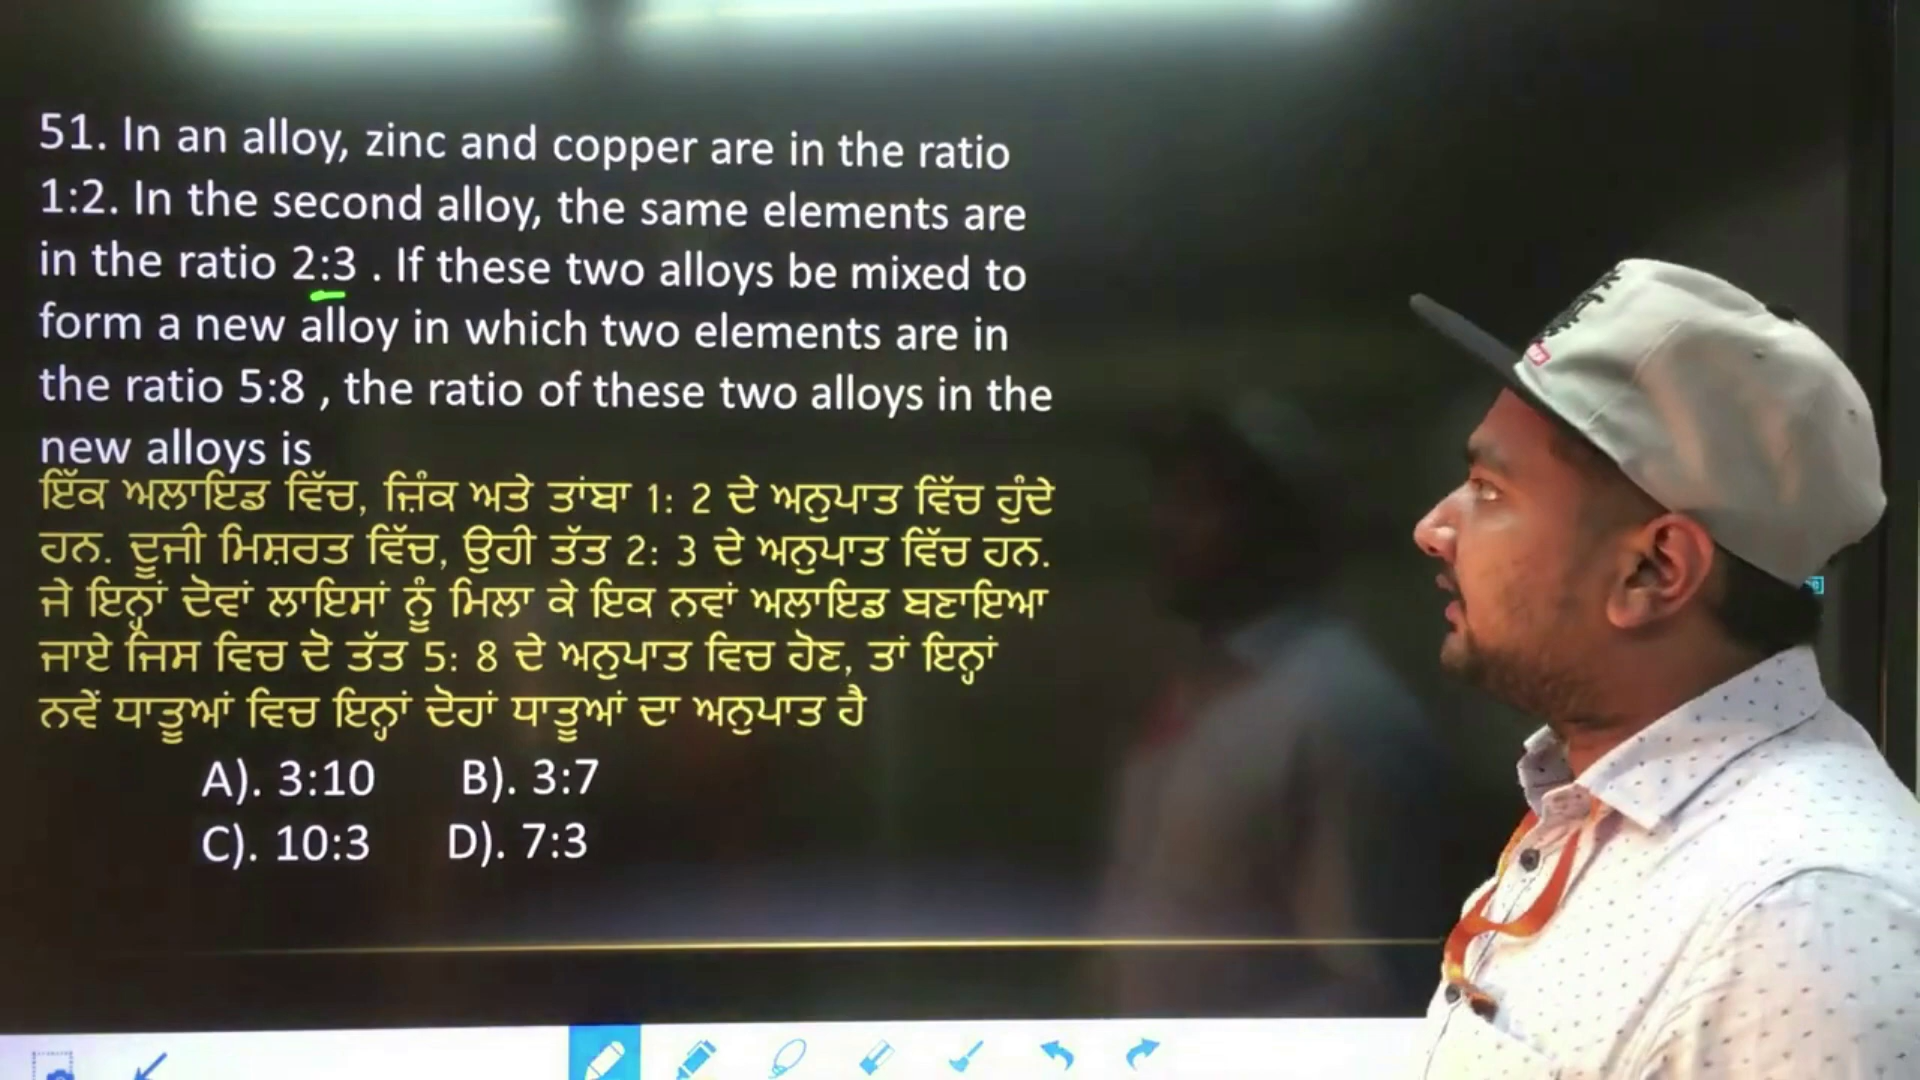 51. In an alloy, zinc and copper are in the ratio
1:2. In the second alloy, the same elements are
in the ratio 2:3 . If these two alloys be mixed to
form a new alloy in which two elements are in
the ratio 5:8 , the ratio of these two alloys in the
new alloys is
ਇੱਕ ਅਲਾਇਡ ਵਿੱਚ, ਜ਼ਿੰਕ ਅਤੇ ਤਾਂਬਾ 1: 2 ਦੇ ਅਨੁਪਾਤ ਵਿੱਚ ਹੁੰਦੇ
ਹਨ. ਦੂਜੀ ਮਿਸ਼ਰਤ ਵਿੱਚ, ਉਹੀ ਤੱਤ 2: 3 ਦੇ ਅਨੁਪਾਤ ਵਿੱਚ ਹਨ.
ਜੇ ਇਨ੍ਹਾਂ ਦੋਵਾਂ ਲਾਇਸਾਂ ਨੂੰ ਮਿਲਾ ਕੇ ਇਕ ਨਵਾਂ ਅਲਾਇਡ ਬਣਾਇਆ
ਜਾਏ ਜਿਸ ਵਿਚ ਦੋ ਤੱਤ 5: 8 ਦੇ ਅਨੁਪਾਤ ਵਿਚ ਹੋਣ, ਤਾਂ ਇਨ੍ਹਾਂ
ਨਵੇਂ ਧਾਤੂਆਂ ਵਿਚ ਇਨ੍ਹਾਂ ਦੋਹਾਂ ਧਾਤੂਆਂ ਦਾ ਅਨੁਪਾਤ ਹੈ
A). 3:10 B). 3:7
C). 10:3 D). 7:3